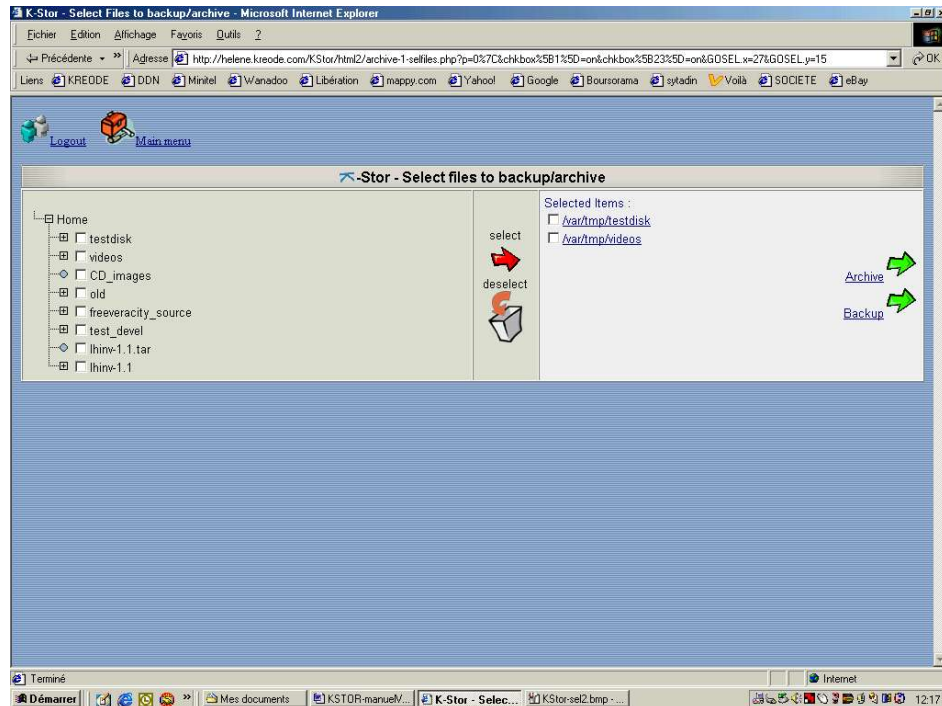 K-Stor - Select Files to backup/archive - Microsoft Internet Explorer
Fichier Edition Affichage Favoris Outils ?
Précédente » Adresse http://helene.kreode.com/KStor/html2/archive-1-selfiles.php?p=0%7C&chkbox%5B1%5D=on&chkbox%5B23%5D=on&GOSEL.x=27&GOSEL.y=15 OK
Liens KREODE DDN Minitel Wanadoo Libération mappy.com Yahoo! Google Boursorama sytadin Voilà SOCIETE eBay
Logout Main menu
K-Stor - Select files to backup/archive
Home
testdisk
videos
CD_images
old
freeveracity_source
test_devel
lhinv-1.1.tar
lhinv-1.1
select
deselect
Selected Items :
/var/tmp/testdisk
/var/tmp/videos
Archive
Backup
Terminé Internet
Démarrer » Mes documents KSTOR-manuelV... K-Stor - Selec... KStor-sel2.bmp - ... 12:17